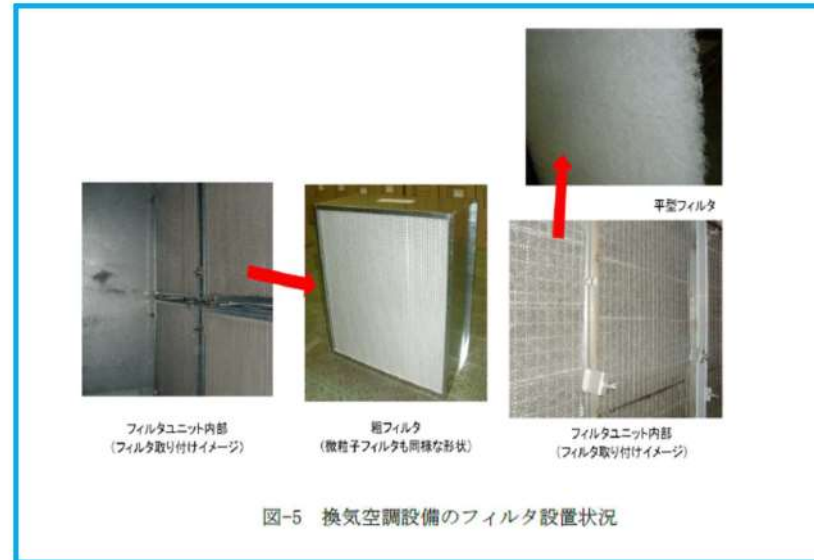 平型フィルタ
フィルタユニット内部
(フィルタ取り付けイメージ)
粗フィルタ
(微粒子フィルタも同様な形状)
フィルタユニット内部
(フィルタ取り付けイメージ)
図-5 換気空調設備のフィルタ設置状況